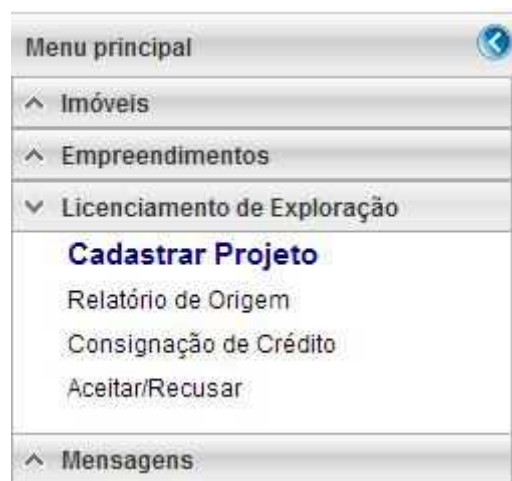 Menu principal
Imóveis
Empreendimentos
Licenciamento de Exploração
Cadastrar Projeto
Relatório de Origem
Consignação de Crédito
Aceitar/Recusar
Mensagens